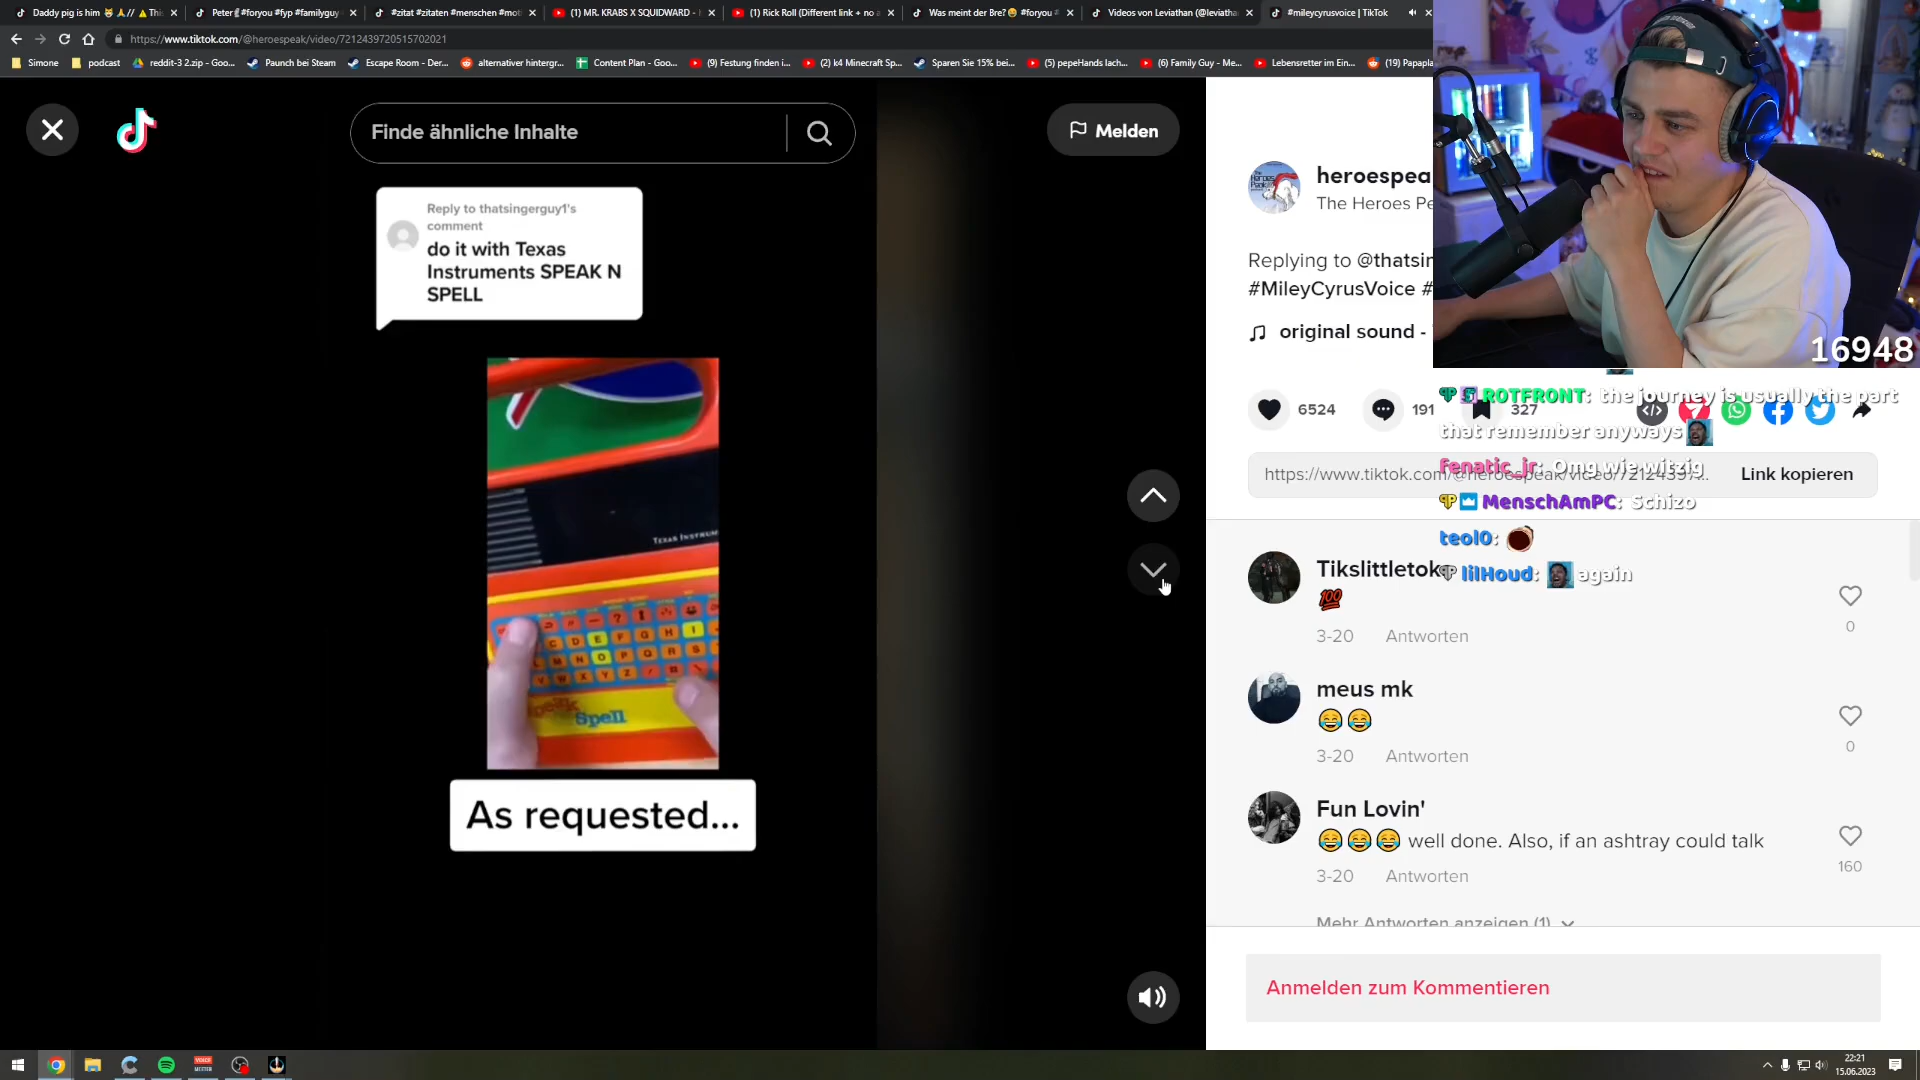 Daddy pig is him
Peter #foryou #fyp #familyguy
#zitat #zitaten #menschen #mot
(1) MR. KRABS X SQUIDWARD -
(1) Rick Roll (Different link + no a
Was meint der Bre? #foryou #
Videos von Leviathan (@leviatha
#mileycyrusvoice | TikTok
https://www.tiktok.com/@heroespeak/video/7212439720515702021
Simone
podcast
reddit-3 2.zip - Goo...
Paunch bei Steam
Escape Room - Der...
alternativer hintergr...
Content Plan - Goo...
(9) Festung finden i...
(2) k4 Minecraft Sp...
Sparen Sie 15% bei...
(5) pepeHands lach...
(6) Family Guy - Me...
Lebensretter im Ein...
(19) Papapla
Finde ähnliche Inhalte
Melden
Reply to thatsingerguy1's
comment
do it with Texas
Instruments SPEAK N
SPELL
TEXAS INSTRUM
Speak
Spell
As requested...
heroespea
The Heroes Pe
Replying to @thatsin
#MileyCyrusVoice #
original sound -
16948
6524
191
327
ROTFRONT: the journey is usually the part
that remember anyways
fenatic_jr: Omg wie witzig
https://www.tiktok.com/@heroespeak/video/72124397...
Link kopieren
MenschAmPC: Schizo
teol0:
lilHoud: again
Tikslittletok
💯
3-20 Antworten
0
meus mk
😂😂
3-20 Antworten
0
Fun Lovin'
😂😂😂 well done. Also, if an ashtray could talk
3-20 Antworten
160
Mehr Antworten anzeigen (1)
Anmelden zum Kommentieren
22:21
15.06.2023